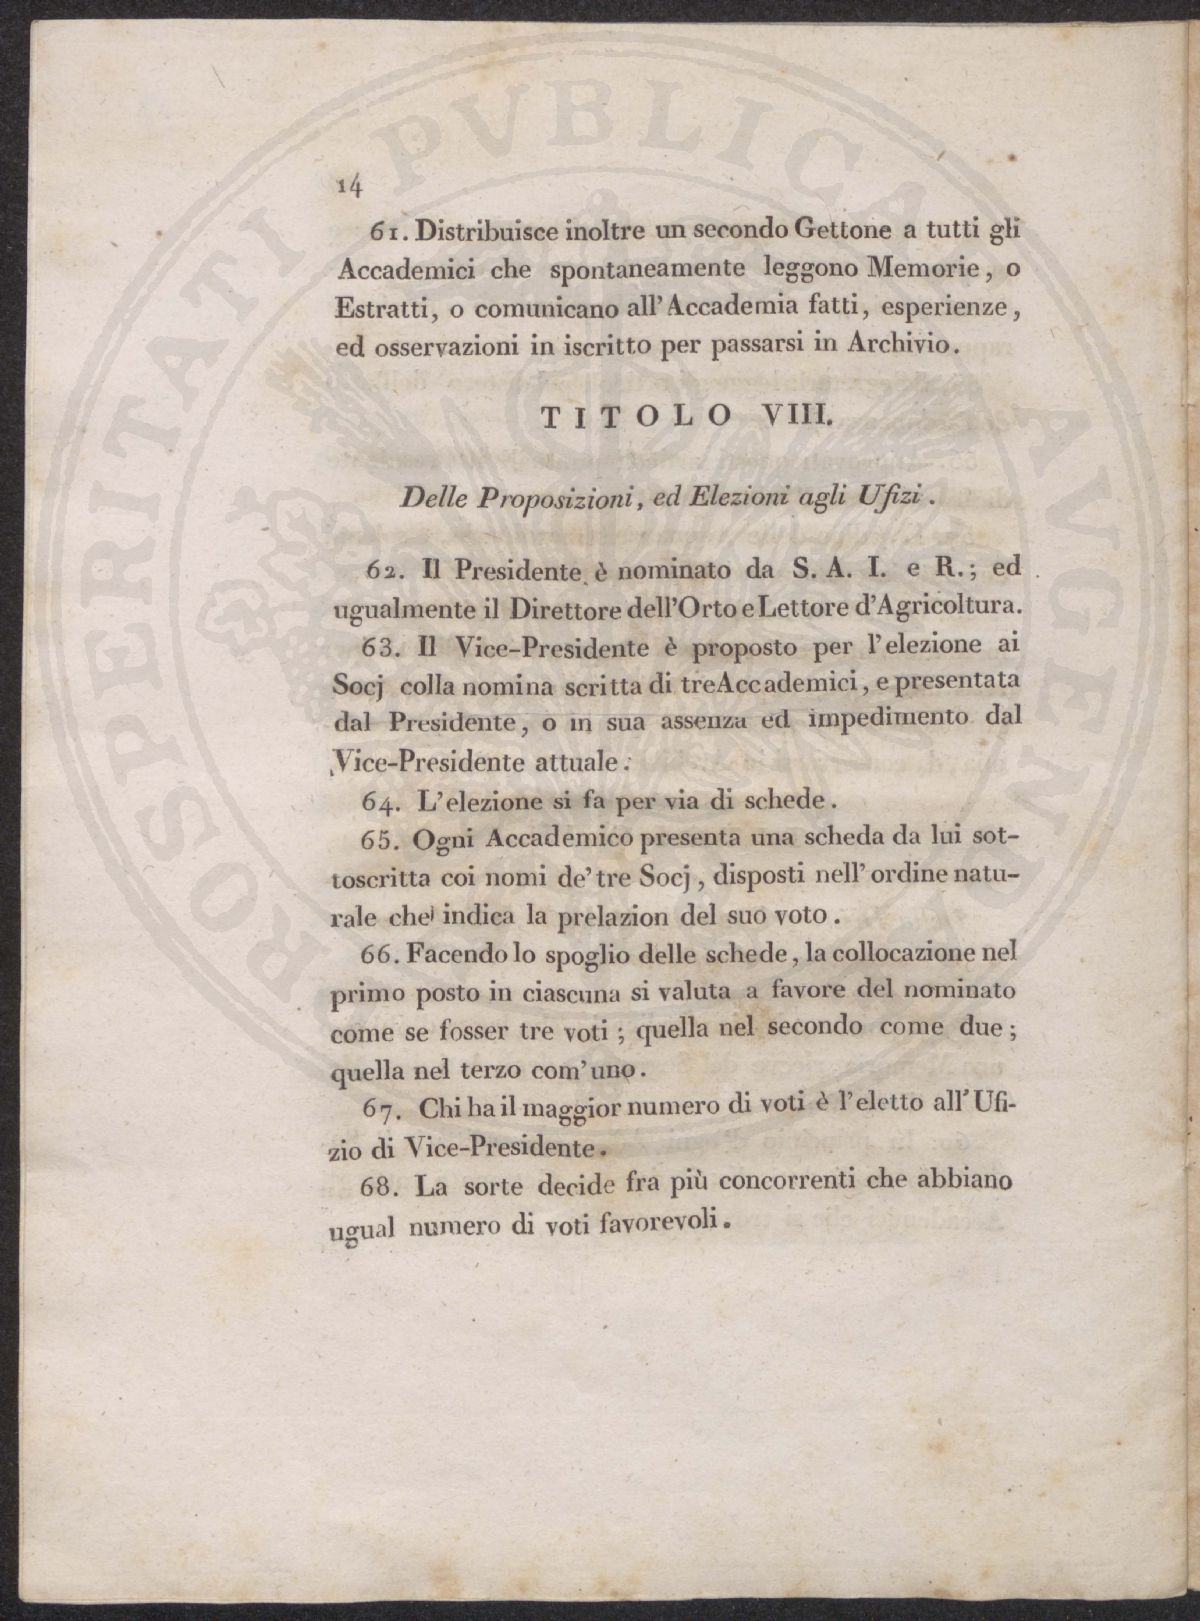 14
61. Distribuisce inoltre un secondo Gettone a tutti gli
Accademici che spontaneamente leggono Memorie, o
Estratti, o comunicano all' Accademia fatti, esperienze,
ed osservazioni in iscritto per passarsi in Archivio.
TITOLO VIII.
Delle Proposizioni, ed Elezioni agli Ufizi.
62. Il Presidente è nominato da S. A. I. e R.; ed
ugualmente il Direttore dell'Orto e Lettore d'Agricoltura.
63. Il Vice-Presidente è proposto per l'elezione ai
Socj colla nomina scritta di tre Accademici, e presentata
dal Presidente, o in sua assenza ed impedimento dal
Vice-Presidente attuale.
64. L'elezione si fa per via di schede.
65. Ogni Accademico presenta una scheda da lui sot-
toscritta coi nomi de' tre Socj, disposti nell' ordine natu-
rale che indica la prelazion del suo voto.
66. Facendo lo spoglio delle schede, la collocazione nel
primo posto in ciascuna si valuta a favore del nominato
come se fosser tre voti; quella nel secondo come due;
quella nel terzo com' uno.
67. Chi ha il maggior numero di voti è l'eletto all' Ufi-
zio di Vice-Presidente.
68. La sorte decide fra più concorrenti che abbiano
ugual numero di voti favorevoli.
PROSPERITATI PVBLICAE AVGENDAE